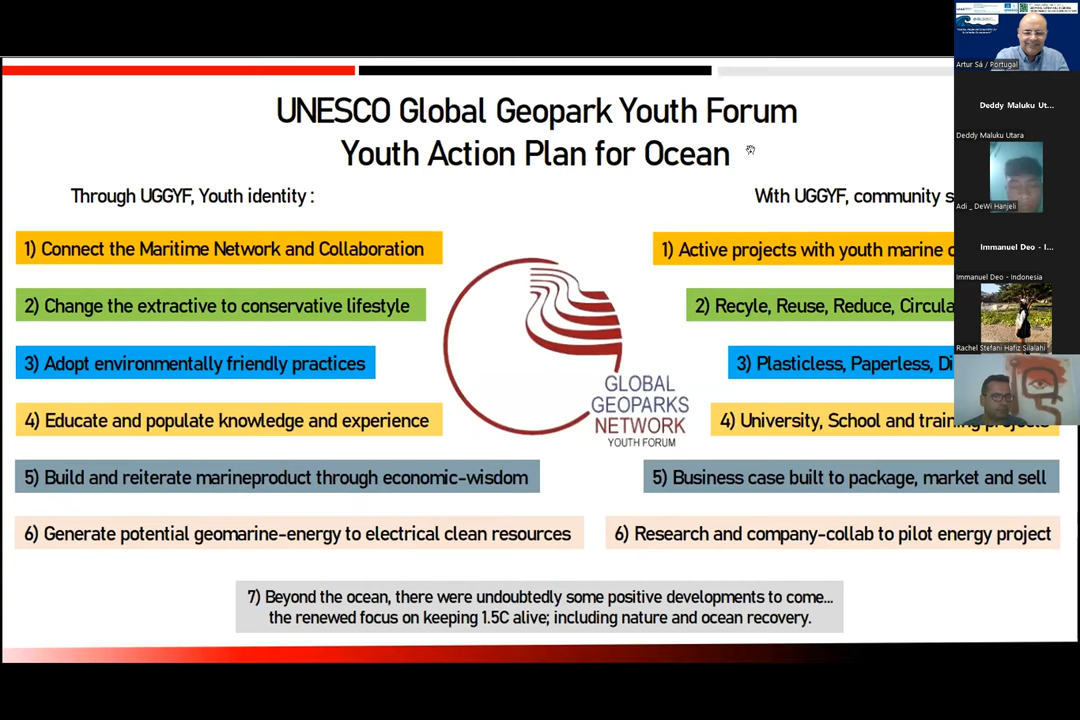 UNESCO Global Geopark Youth Forum
Youth Action Plan for Ocean
Through UGGYF, Youth identity :
1) Connect the Maritime Network and Collaboration
2) Change the extractive to conservative lifestyle
3) Adopt environmentally friendly practices
4) Educate and populate knowledge and experience
5) Build and reiterate marineproduct through economic-wisdom
6) Generate potential geomarine-energy to electrical clean resources
GLOBAL
GEOPARKS
NETWORK
YOUTH FORUM
With UGGYF, community s
1) Active projects with youth marine
2) Recyle, Reuse, Reduce, Circula
3) Plasticless, Paperless, Di
4) University, School and training projects
5) Business case built to package, market and sell
6) Research and company-collab to pilot energy project
7) Beyond the ocean, there were undoubtedly some positive developments to come...
the renewed focus on keeping 1.5C alive; including nature and ocean recovery.
Artur Sá / Portugal
Deddy Maluku Ut...
Deddy Maluku Utara
Adi _ DeWi Hanjeli
Immanuel Deo - I...
Immanuel Deo - Indonesia
Rachel Stefani Hafiz Silalahi